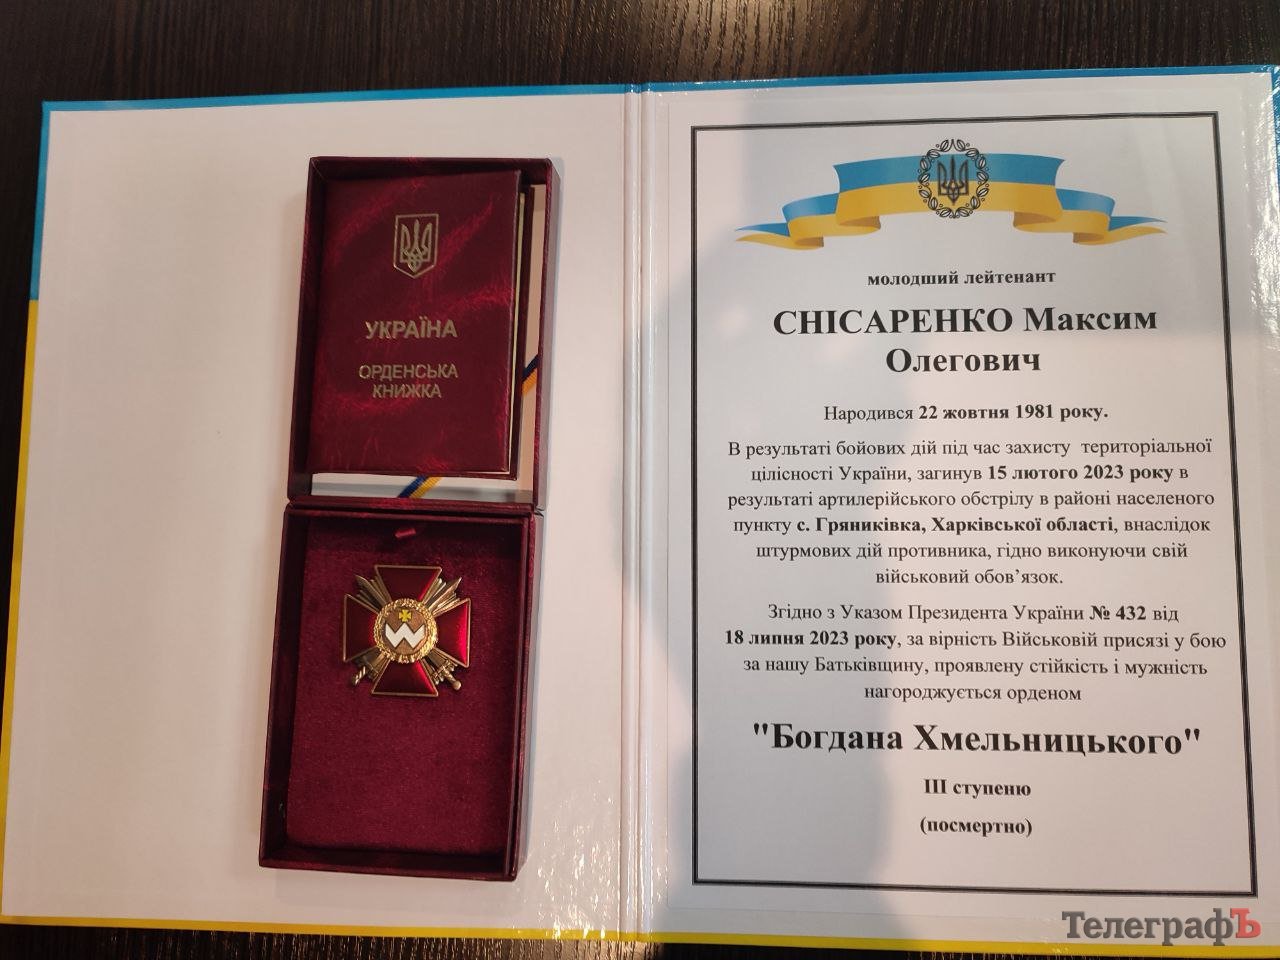 УКРАЇНА
ОРДЕНСЬКА
КНИЖКА
молодший лейтенант
СНІСАРЕНКО Максим
Олегович
Народився 22 жовтня 1981 року.
В результаті бойових дій під час захисту територіальної
цілісності України, загинув 15 лютого 2023 року в
результаті артилерійського обстрілу в районі населеного
пункту с. Гряниківка, Харківської області, внаслідок
штурмових дій противника, гідно виконуючи свій
військовий обов’язок.
Згідно з Указом Президента України № 432 від
18 липня 2023 року, за вірність Військовій присязі у бою
за нашу Батьківщину, проявлену стійкість і мужність
нагороджується орденом
"Богдана Хмельницького"
ІІІ ступеню
(посмертно)
ТелеграфЪ